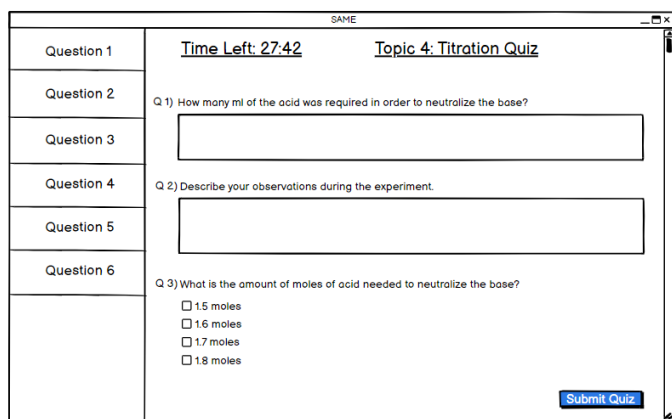 SAME
Question 1
Question 2
Question 3
Question 4
Question 5
Question 6
Time Left: 27:42
Topic 4: Titration Quiz
Q 1) How many ml of the acid was required in order to neutralize the base?
Q 2) Describe your observations during the experiment.
Q 3) What is the amount of moles of acid needed to neutralize the base?
1.5 moles
1.6 moles
1.7 moles
1.8 moles
Submit Quiz